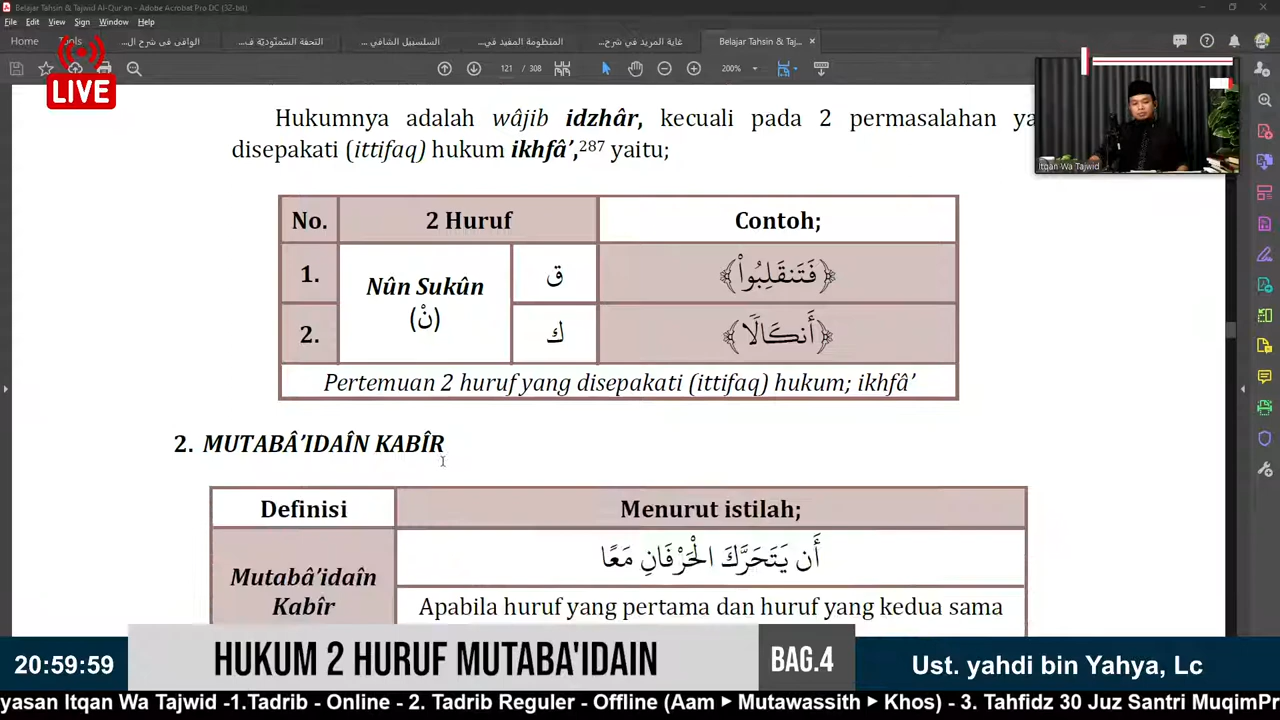 Belajar Tahsin & Tajwid Al-Qur'an - Adobe Acrobat Pro DC (32-bit)
File Edit View Sign Window Help
Home Tools الوافى في شرح ال... التحفة السّمنّوديّة فـ... السلسبيل الشافي ... المنظومة المفيد في... غاية المريد في شرح... Belajar Tahsin & Taj... ×
121 / 308 200%
LIVE
Hukumnya adalah wâjib idzhâr, kecuali pada 2 permasalahan ya
disepakati (ittifaq) hukum ikhfâ',287 yaitu;
Itqan Wa Tajwid
No. 2 Huruf Contoh;
1. Nûn Sukûn (نْ) ق ﴿فَتَنقَلِبُوا۟﴾
2. ك ﴿أَنكَالًا﴾
Pertemuan 2 huruf yang disepakati (ittifaq) hukum; ikhfâ'
2. MUTABÂ'IDAÎN KABÎR
Definisi Menurut istilah;
Mutabâ'idaîn
Kabîr
أَن يَتَحَرَّكَ الْحَرْفَانِ مَعًا
Apabila huruf yang pertama dan huruf yang kedua sama
20:59:59 HUKUM 2 HURUF MUTABA'IDAIN BAG.4 Ust. yahdi bin Yahya, Lc
yasan Itqan Wa Tajwid -1.Tadrib - Online - 2. Tadrib Reguler - Offline (Aam ▸ Mutawassith ▸ Khos) - 3. Tahfidz 30 Juz Santri MuqimPr